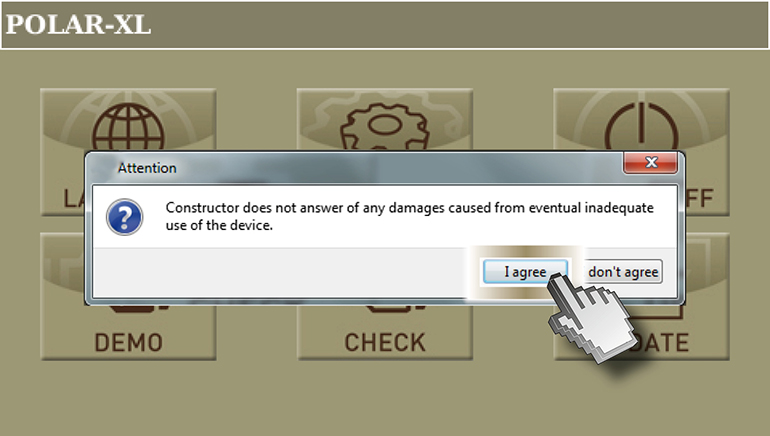 POLAR-XL
Attention
Constructor does not answer of any damages caused from eventual inadequate
use of the device.
I agree
don't agree
DEMO
CHECK